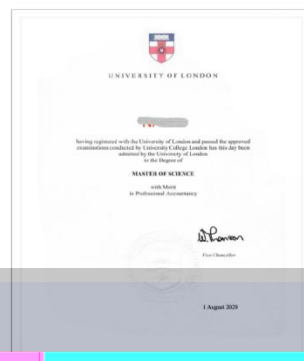 UNIVERSITY OF LONDON
having registered with the University of London and passed the approved
examinations conducted by University College London has this day been
admitted by the University of London
to the Degree of
MASTER OF SCIENCE
with Merit
in Professional Accountancy
Vice-Chancellor
1 August 2020